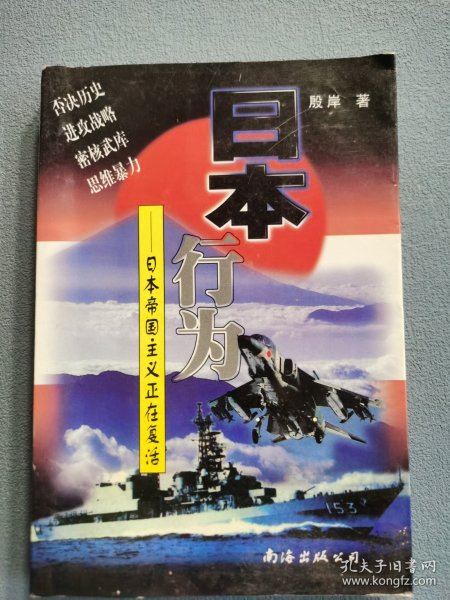 否决历史
进攻战略
密核武库
思维暴力
殷岸 著
日本
行为
——日本帝国主义正在复活
153
南海出版公司
孔夫子旧书网
www.kongfz.com